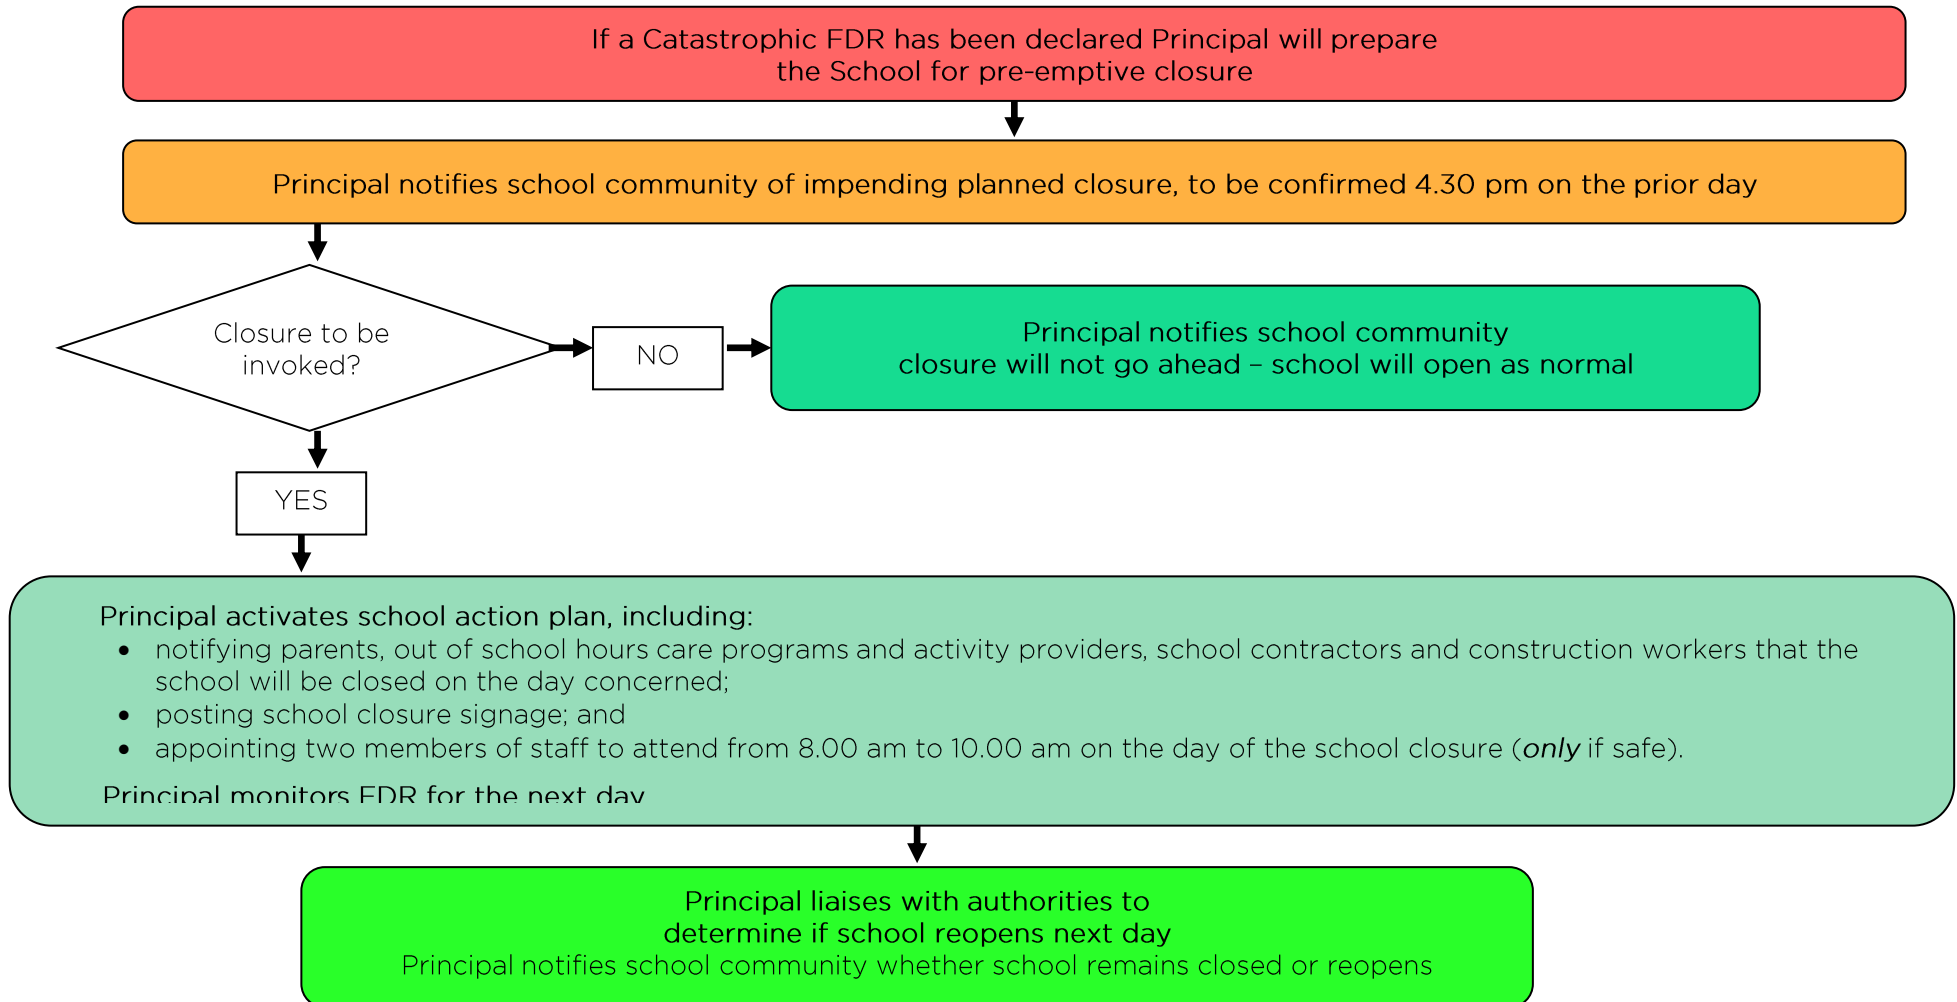 If a Catastrophic FDR has been declared Principal will prepare
the School for pre-emptive closure
Principal notifies school community of impending planned closure, to be confirmed 4.30 pm on the prior day
Closure to be
invoked?
NO
Principal notifies school community
closure will not go ahead – school will open as normal
YES
Principal activates school action plan, including:
• notifying parents, out of school hours care programs and activity providers, school contractors and construction workers that the
school will be closed on the day concerned;
• posting school closure signage; and
• appointing two members of staff to attend from 8.00 am to 10.00 am on the day of the school closure (only if safe).
Principal monitors FDR for the next day
Principal liaises with authorities to
determine if school reopens next day
Principal notifies school community whether school remains closed or reopens